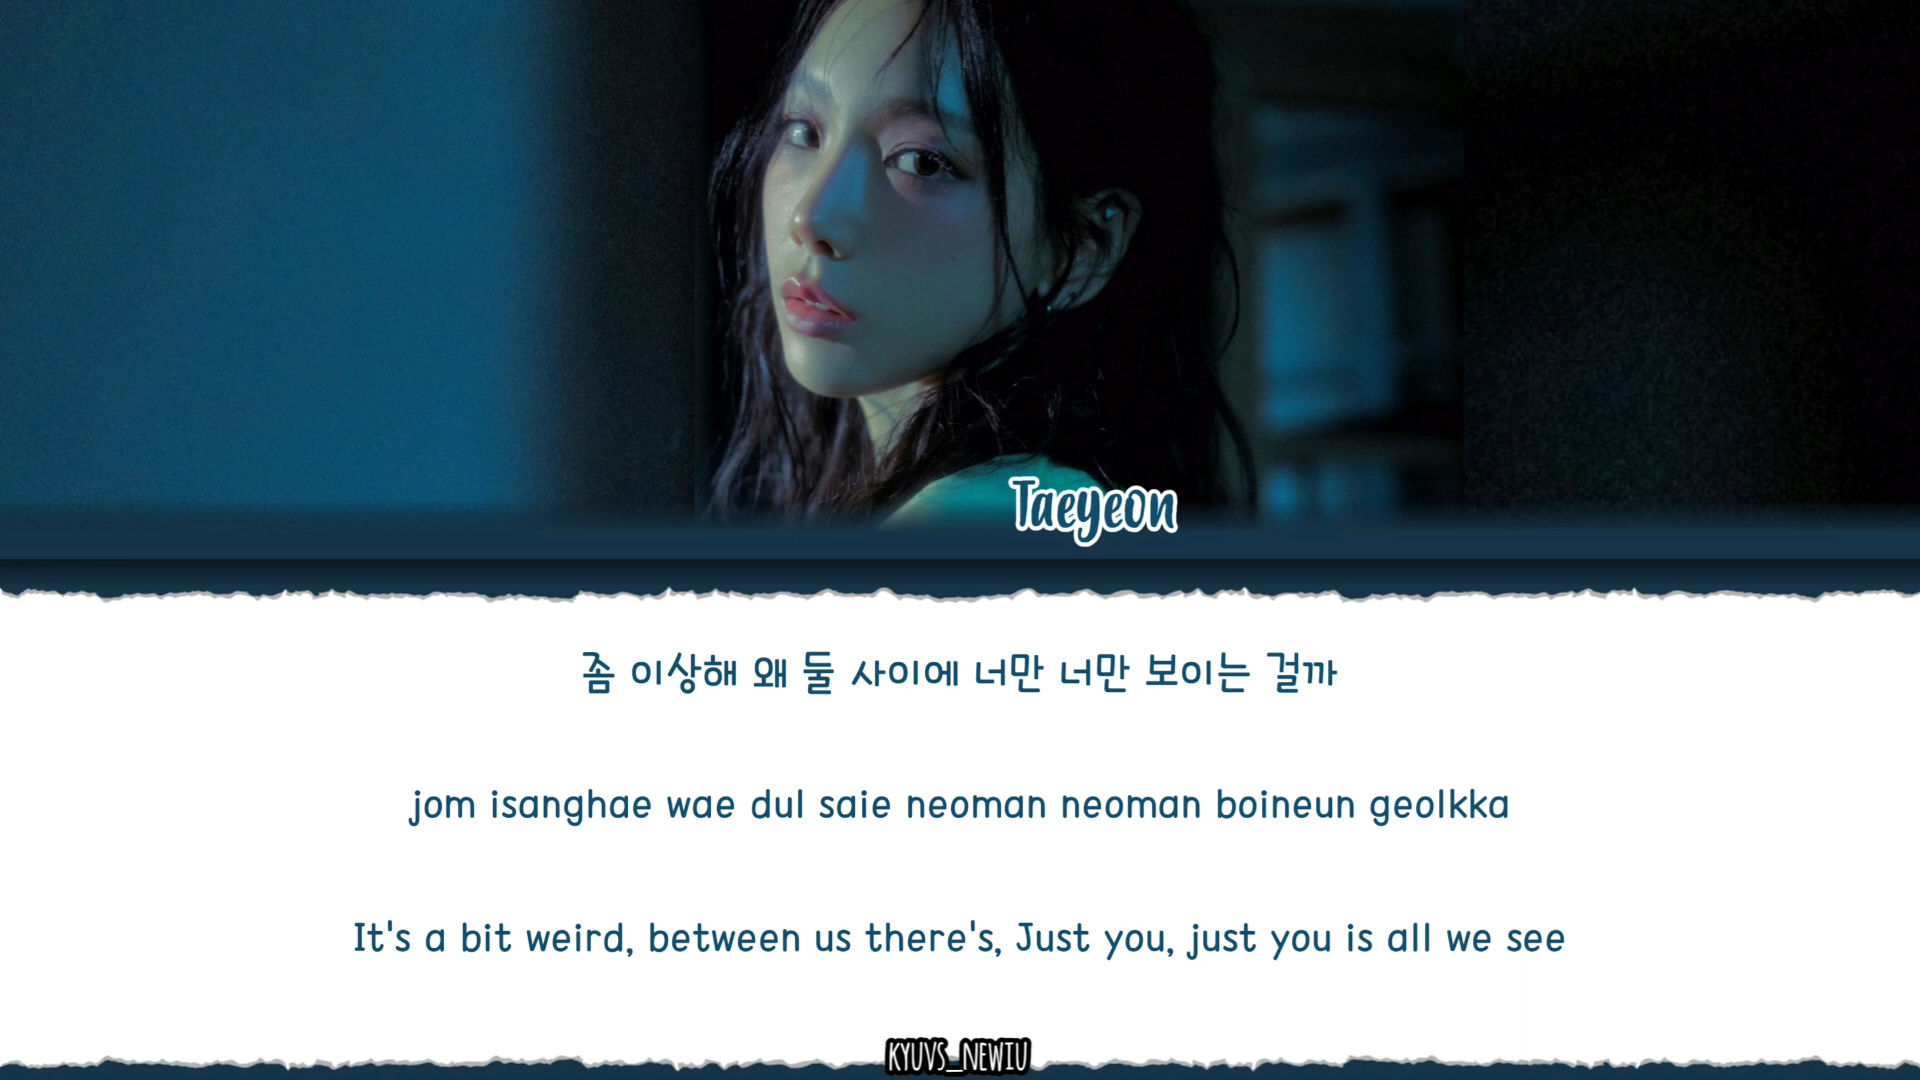 Taeyeon
좀 이상해 왜 둘 사이에 너만 너만 보이는 걸까
jom isanghae wae dul saie neoman neoman boineun geolkka
It's a bit weird, between us there's, Just you, just you is all we see
KYUVS_NEWIU